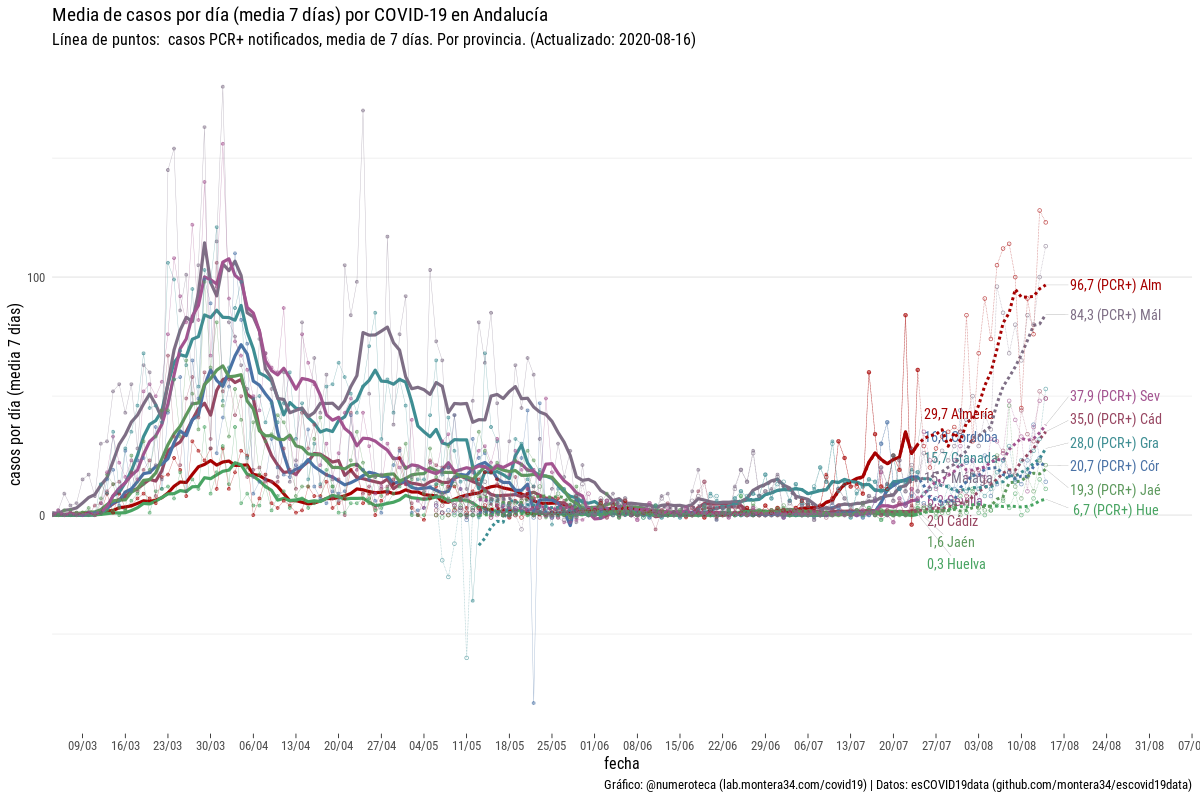 Media de casos por día (media 7 días) por COVID-19 en Andalucía
Línea de puntos:  casos PCR+ notificados, media de 7 días. Por provincia. (Actualizado: 2020-08-16)
casos por día (media 7 días)
100
0
96,7 (PCR+) Alm
84,3 (PCR+) Mál
37,9 (PCR+) Sev
35,0 (PCR+) Cád
28,0 (PCR+) Gra
20,7 (PCR+) Cór
19,3 (PCR+) Jaé
6,7 (PCR+) Hue
29,7 Almería
Córdoba
15,7 Granada
Málaga
Sevilla
2,0 Cádiz
1,6 Jaén
0,3 Huelva
09/03 16/03 23/03 30/03 06/04 13/04 20/04 27/04 04/05 11/05 18/05 25/05 01/06 08/06 15/06 22/06 29/06 06/07 13/07 20/07 27/07 03/08 10/08 17/08 24/08 31/08 07/0
fecha
Gráfico: @numeroteca (lab.montera34.com/covid19) | Datos: esCOVID19data (github.com/montera34/escovid19data)